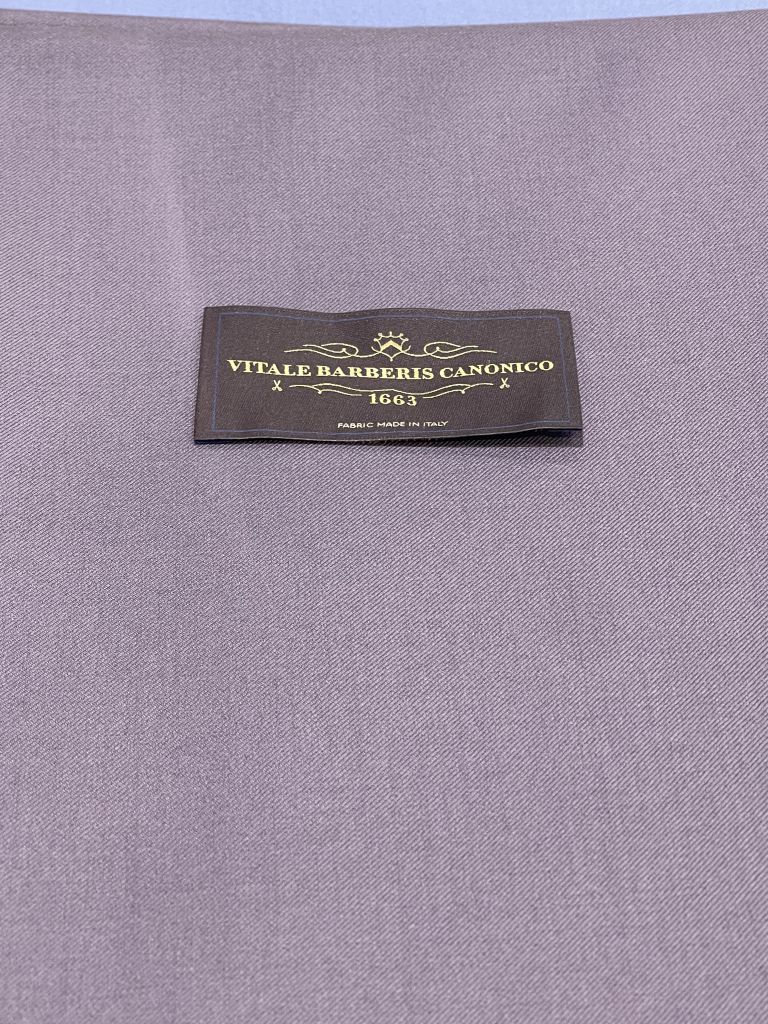 VITALE BARBERIS CANONICO
1663
FABRIC MADE IN ITALY